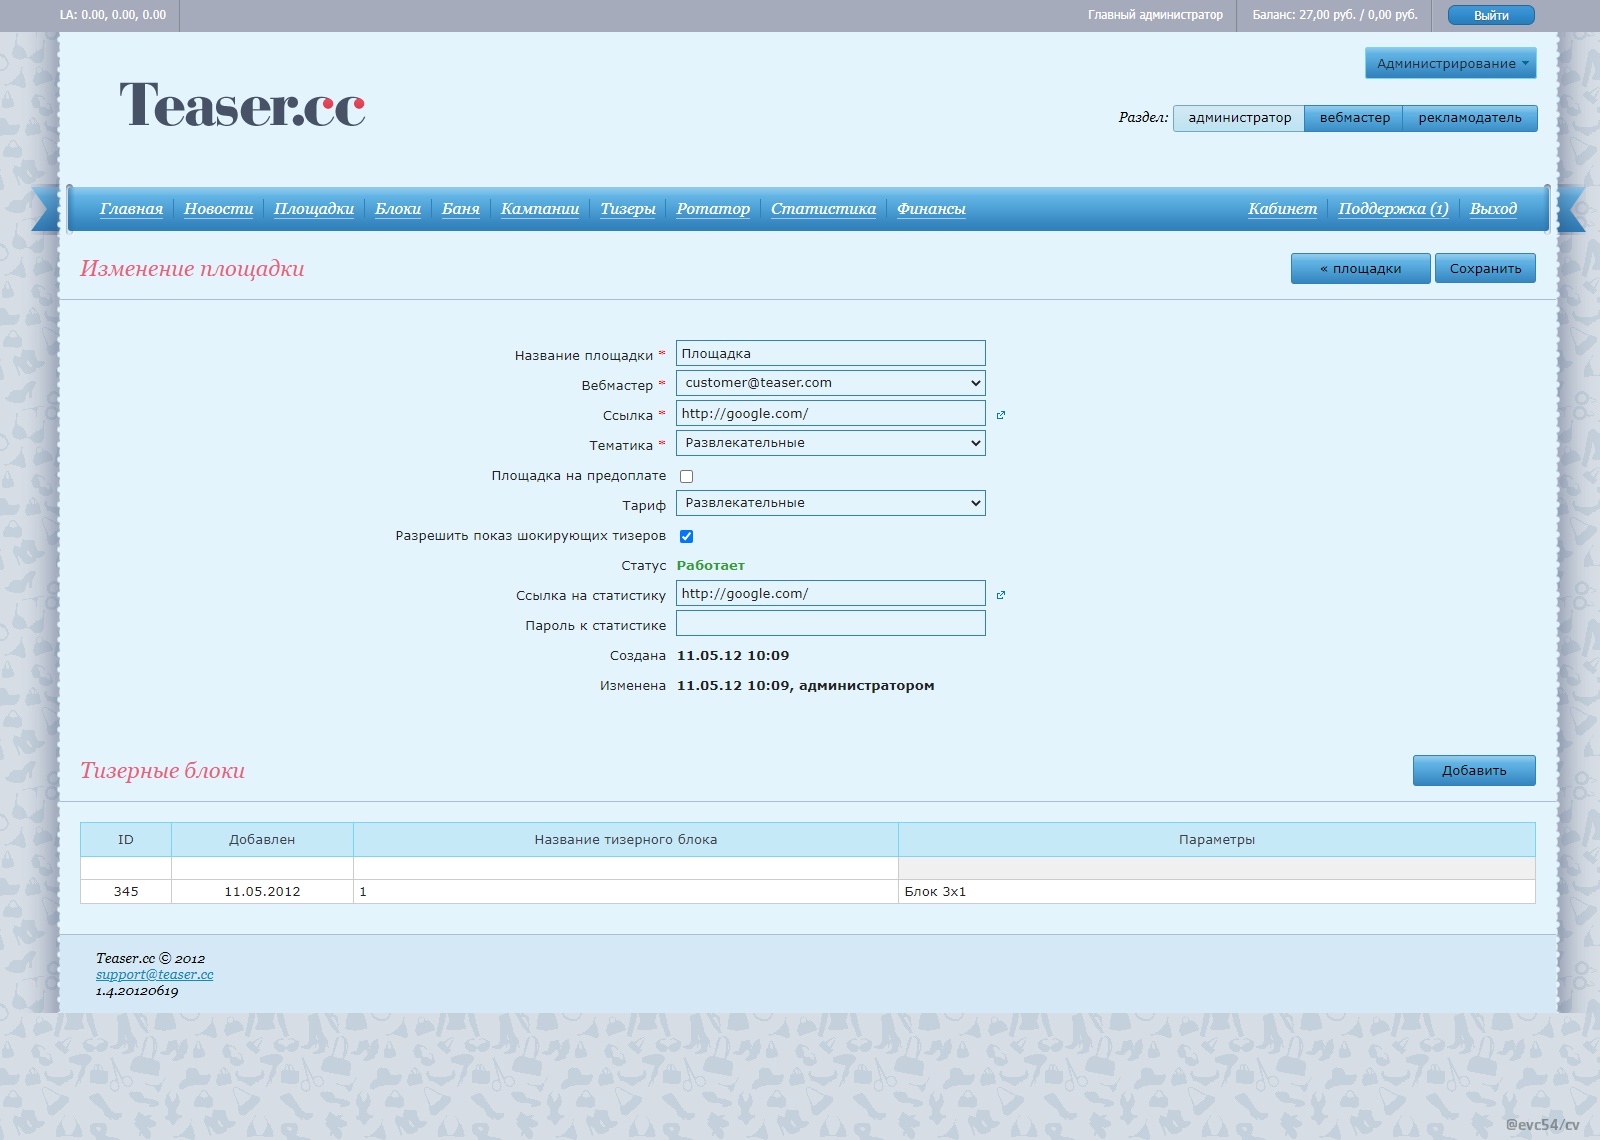 LA: 0.00, 0.00, 0.00
Главный администратор
Баланс: 27,00 руб. / 0,00 руб.
Выйти
Администрирование
Teaser.cc
Раздел: администратор вебмастер рекламодатель
Главная Новости Площадки Блоки Баня Кампании Тизеры Ротатор Статистика Финансы Кабинет Поддержка (1) Выход
Изменение площадки
« площадки Сохранить
Название площадки * Площадка
Вебмастер * customer@teaser.com
Ссылка * http://google.com/
Тематика * Развлекательные
Площадка на предоплате
Тариф Развлекательные
Разрешить показ шокирующих тизеров
Статус Работает
Ссылка на статистику http://google.com/
Пароль к статистике
Создана 11.05.12 10:09
Изменена 11.05.12 10:09, администратором
Тизерные блоки
Добавить
ID Добавлен Название тизерного блока Параметры
345 11.05.2012 1 Блок 3x1
Teaser.cc © 2012
support@teaser.cc
1.4.20120619
@evc54/cv